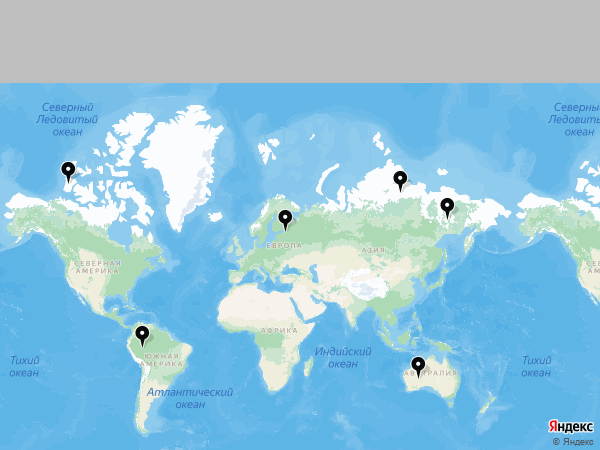 Северный
Ледовитый
океан
Северный
Ледовитый
океан
ЕВРОПА
АЗИЯ
СЕВЕРНАЯ
АМЕРИКА
АФРИКА
Индийский
океан
Тихий
океан
ЮЖНАЯ
АМЕРИКА
Тихий
океан
АВСТРАЛИЯ
Атлантический
океан
Яндекс
© Яндекс